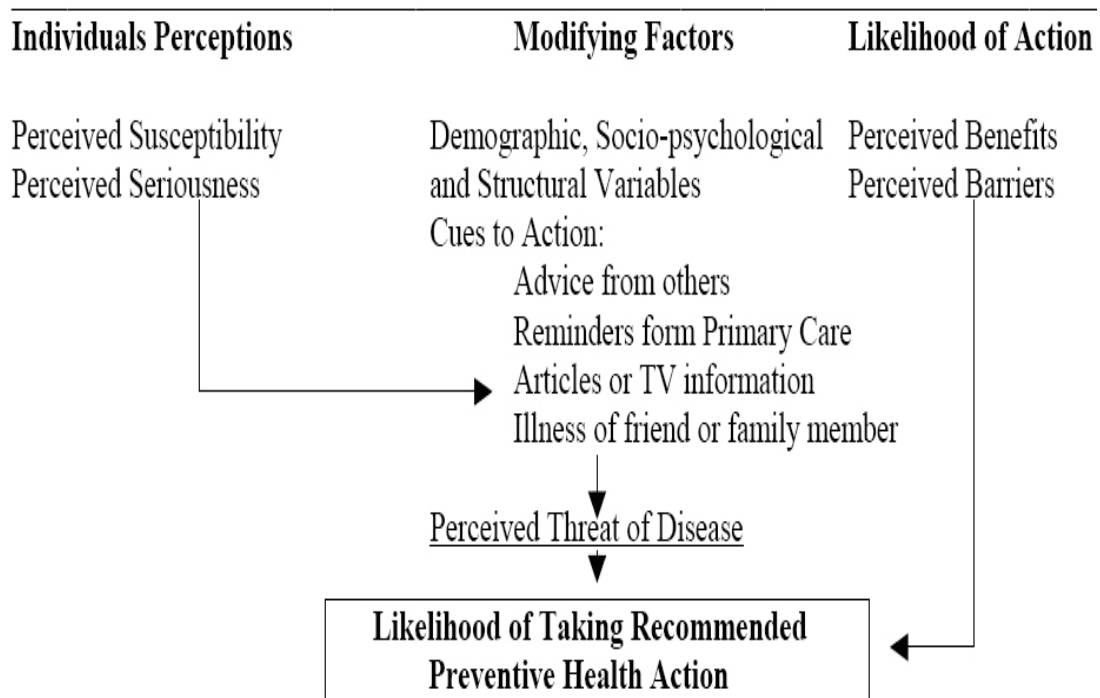 Individuals Perceptions
Modifying Factors
Likelihood of Action
Perceived Susceptibility
Perceived Seriousness
Demographic, Socio-psychological
and Structural Variables
Cues to Action:
Advice from others
Reminders form Primary Care
Articles or TV information
Illness of friend or family member
Perceived Benefits
Perceived Barriers
Perceived Threat of Disease
Likelihood of Taking Recommended
Preventive Health Action